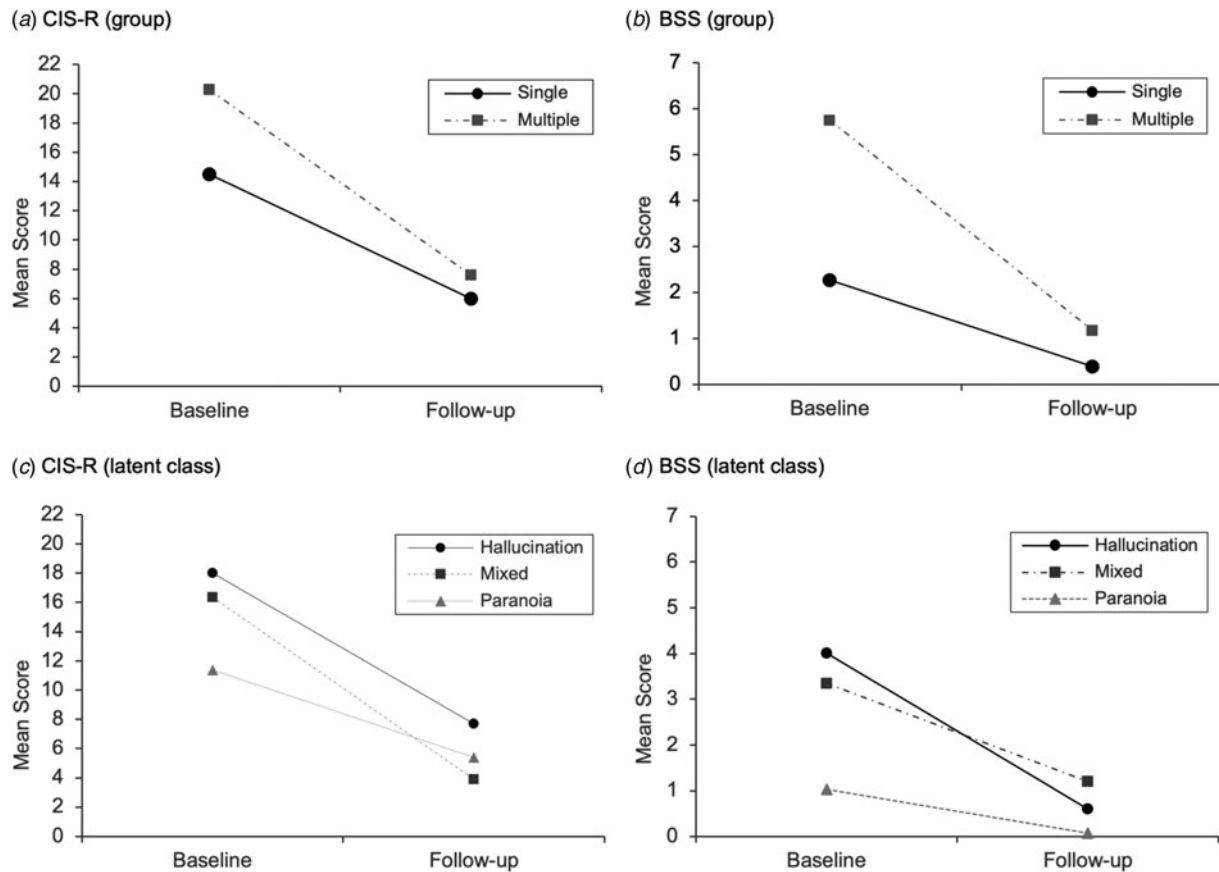 (a) CIS-R (group)
22
20
18
16
14
12
10
8
6
4
2
0
Mean Score
Single
Multiple
Baseline
Follow-up
(b) BSS (group)
7
6
5
4
3
2
1
0
Mean Score
Single
Multiple
Baseline
Follow-up
(c) CIS-R (latent class)
22
20
18
16
14
12
10
8
6
4
2
0
Mean Score
Hallucination
Mixed
Paranoia
Baseline
Follow-up
(d) BSS (latent class)
7
6
5
4
3
2
1
0
Mean Score
Hallucination
Mixed
Paranoia
Baseline
Follow-up